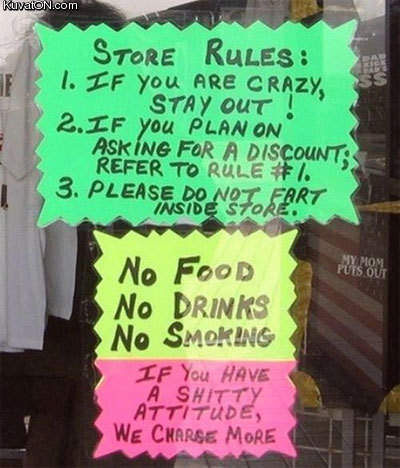 KuvatON.com
STORE RULES:
1. IF YOU ARE CRAZY,
STAY OUT!
2. IF YOU PLAN ON
ASKING FOR A DISCOUNT;
REFER TO RULE #1.
3. PLEASE DO NOT FART
INSIDE STORE.
NO FOOD
NO DRINKS
NO SMOKING
IF YOU HAVE
A SHITTY
ATTITUDE,
WE CHARGE MORE
MY MOM
PUTS OUT